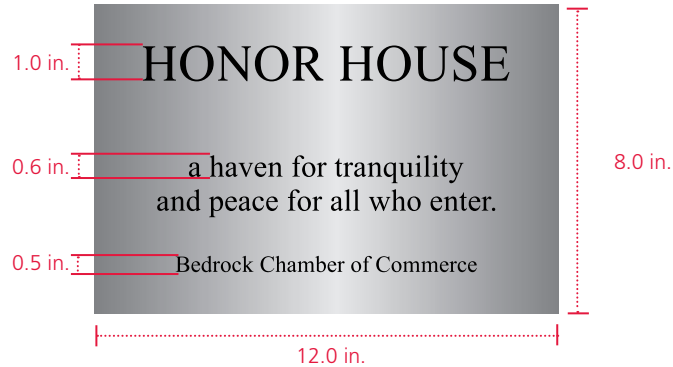 HONOR HOUSE
1.0 in.
a haven for tranquility
0.6 in.
8.0 in.
and peace for all who enter.
Bedrock Chamber of Commerce
0.5 in.
12.0 in.